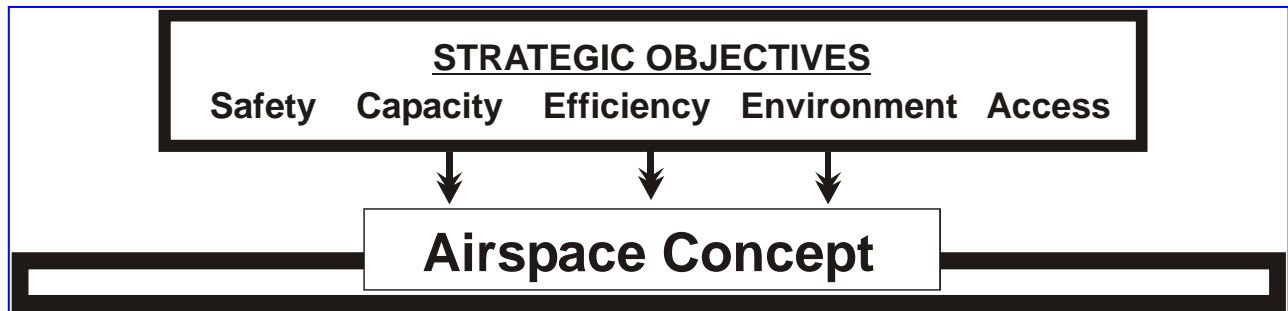 STRATEGIC OBJECTIVES
Safety Capacity Efficiency Environment Access
Airspace Concept